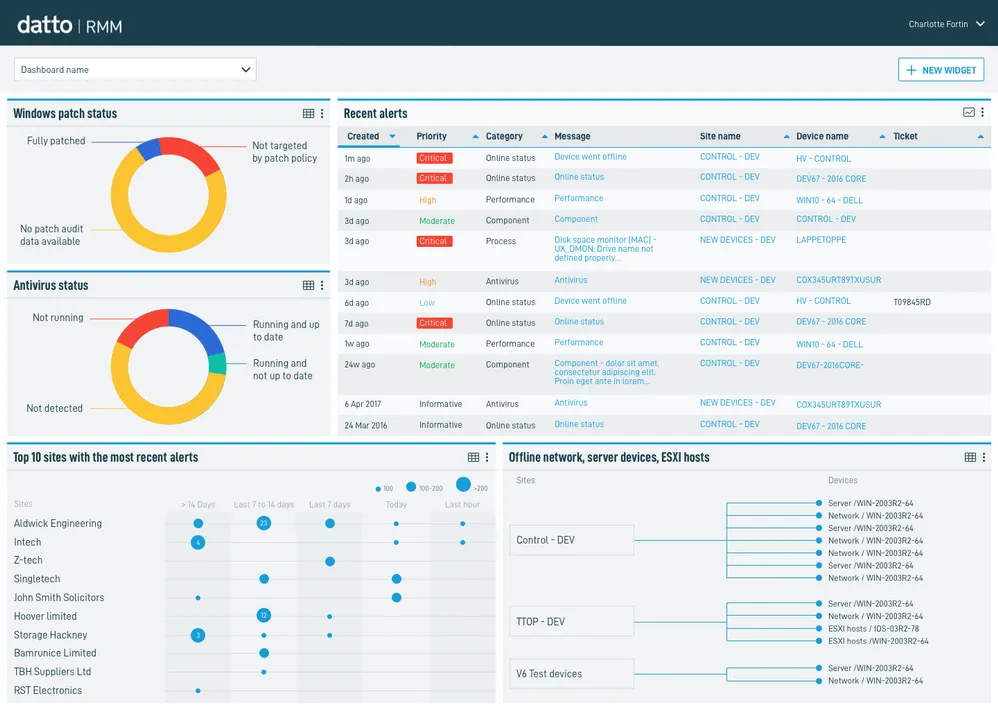 datto | RMM
Charlotte Fortin
Dashboard name
NEW WIDGET
Windows patch status
Fully patched
Not targeted
by patch policy
No patch audit
data available
Antivirus status
Not running
Running and up
to date
Running and
not up to date
Not detected
Recent alerts
Created Priority Category Message Site name Device name Ticket
1m ago Critical Online status Device went offline CONTROL - DEV HV - CONTROL
2h ago Critical Online status Online status CONTROL - DEV DEV67 - 2016 CORE
1d ago High Performance Performance CONTROL - DEV WIN10 - 64 - DELL
3d ago Moderate Component Component CONTROL - DEV CONTROL - DEV
3d ago Critical Process Disk space monitor [MAC] - NEW DEVICES - DEV LAPPETOPPE
UX_DMON: Drive name not
defined properly...
3d ago High Antivirus Antivirus NEW DEVICES - DEV COX345URT89TXUSUR
6d ago Low Online status Device went offline CONTROL - DEV HV - CONTROL T09845RD
7d ago Critical Online status Online status CONTROL - DEV DEV67 - 2016 CORE
1w ago Moderate Performance Performance CONTROL - DEV WIN10 - 64 - DELL
24w ago Moderate Component Component - dolor sit amet, CONTROL - DEV DEV67-2016CORE-
consectetur adipiscing elit.
Proin eget ante in lorem...
6 Apr 2017 Informative Antivirus Antivirus NEW DEVICES - DEV COX345URT89TXUSUR
24 Mar 2016 Informative Online status Online status CONTROL - DEV DEV67 - 2016 CORE
Top 10 sites with the most recent alerts
100 100-200 >200
Sites > 14 Days Last 7 to 14 days Last 7 days Today Last hour
Aldwick Engineering 23
Intech 4
Z-tech
Singletech
John Smith Solicitors
Hoover limited 12
Storage Hackney 3
Bamrunice Limited
TBH Suppliers Ltd
RST Electronics
Offline network, server devices, ESXI hosts
Sites Devices
Control - DEV
Server /WIN-2003R2-64
Network / WIN-2003R2-64
Server /WIN-2003R2-64
Network / WIN-2003R2-64
Network / WIN-2003R2-64
Server /WIN-2003R2-64
Network / WIN-2003R2-64
TTOP - DEV
Server /WIN-2003R2-64
Network / WIN-2003R2-64
ESXI hosts / IOS-03R2-78
ESXI hosts /WIN-2003R2-64
V6 Test devices
Server /WIN-2003R2-64
Network / WIN-2003R2-64